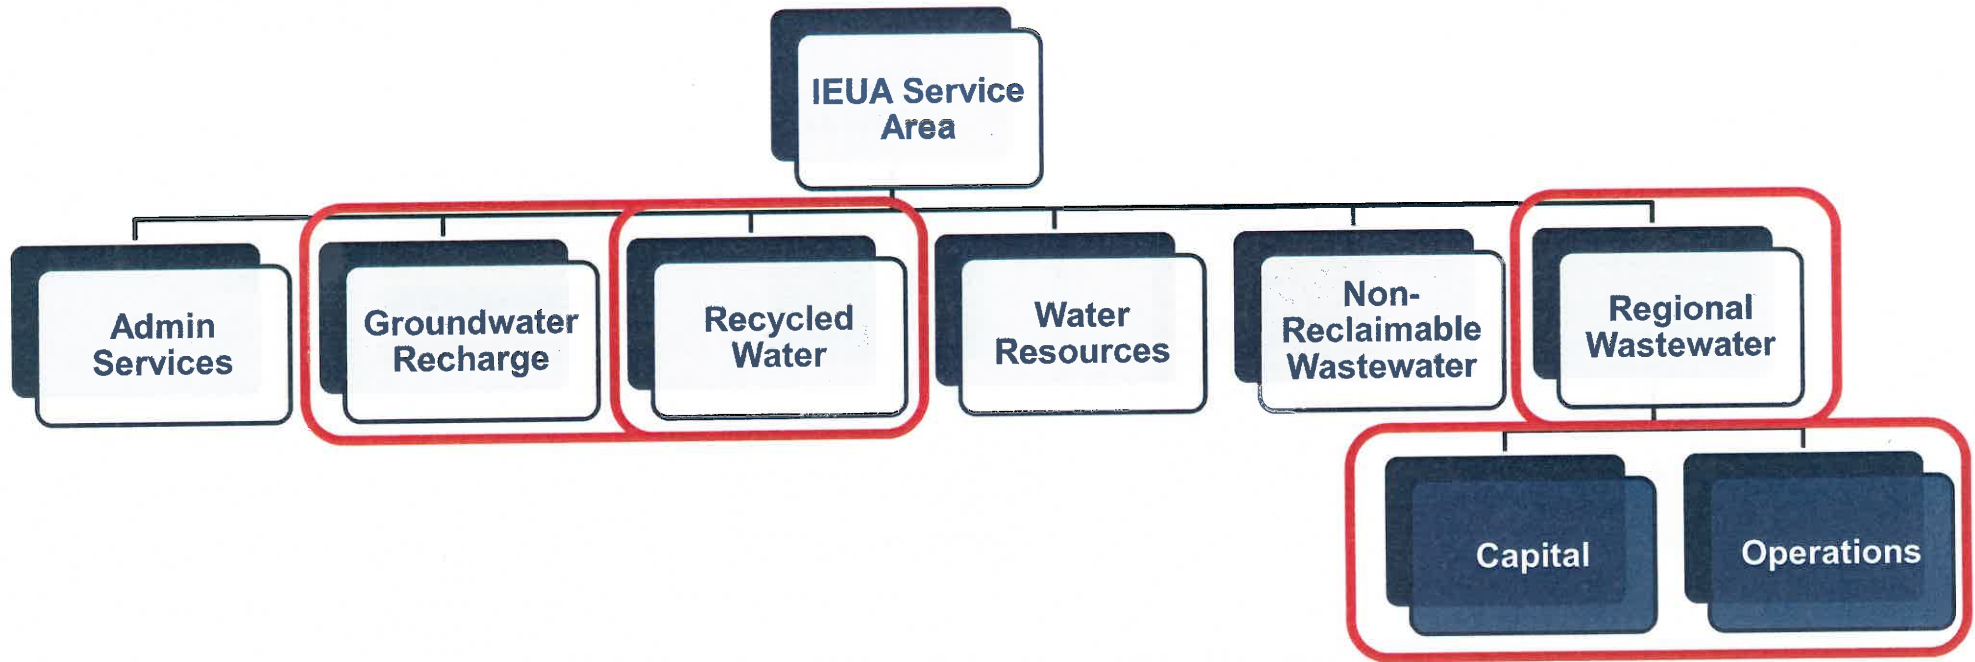 IEUA Service
Area
Admin
Services
Groundwater
Recharge
Recycled
Water
Water
Resources
Non-
Reclaimable
Wastewater
Regional
Wastewater
Capital
Operations